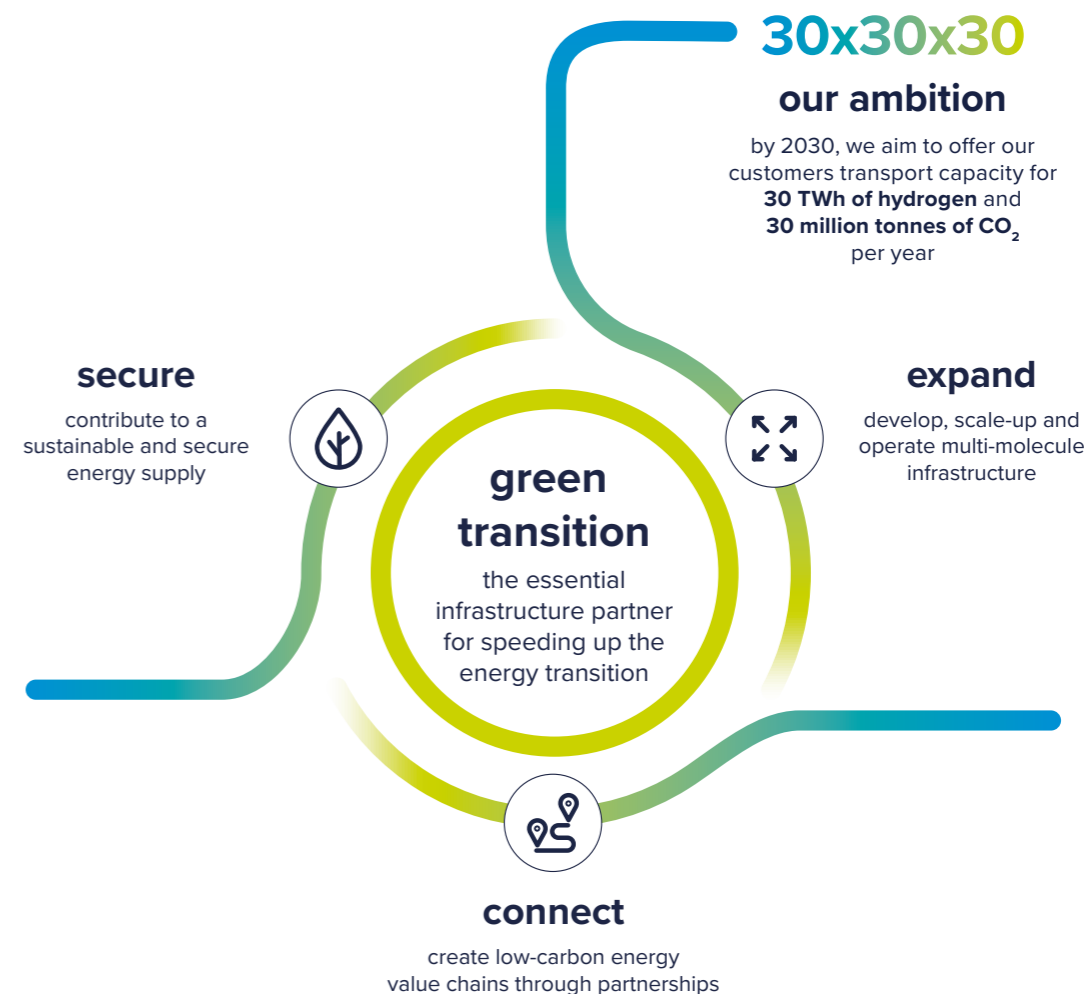 30x30x30
our ambition
by 2030, we aim to offer our
customers transport capacity for
30 TWh of hydrogen and
30 million tonnes of CO₂
per year
secure
contribute to a
sustainable and secure
energy supply
expand
develop, scale-up and
operate multi-molecule
infrastructure
green
transition
the essential
infrastructure partner
for speeding up the
energy transition
connect
create low-carbon energy
value chains through partnerships